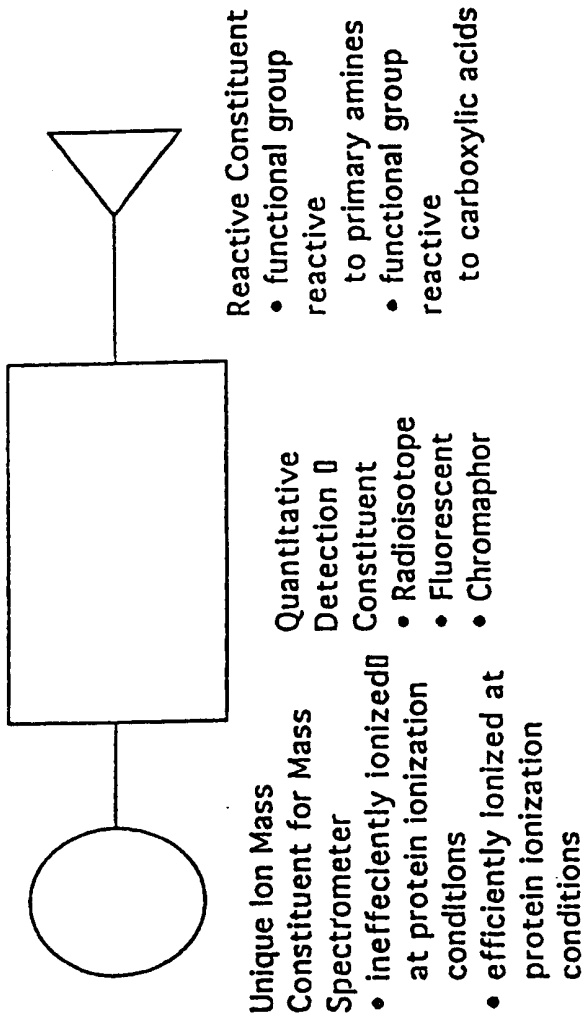 Unique Ion Mass
Constituent for Mass
Spectrometer
• ineffeciently ionized▯
at protein ionization
conditions
• efficiently ionized at
protein ionization
conditions
Quantitative
Detection ▯
Constituent
• Radioisotope
• Fluorescent
• Chromaphor
Reactive Constituent
• functional group
reactive
to primary amines
• functional group
reactive
to carboxylic acids